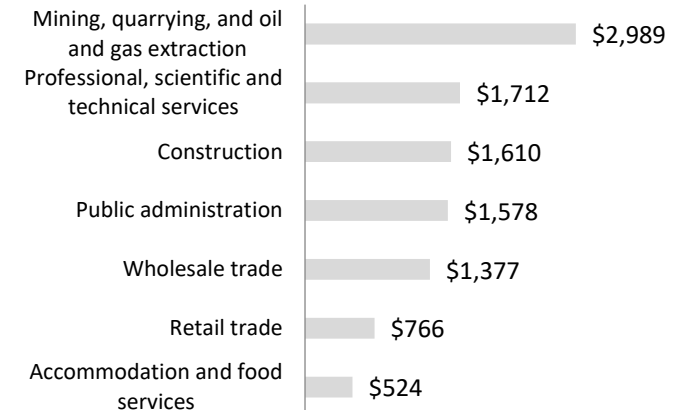 Mining, quarrying, and oil
and gas extraction
$2,989
Professional, scientific and
technical services
$1,712
Construction
$1,610
Public administration
$1,578
Wholesale trade
$1,377
Retail trade
$766
Accommodation and food
services
$524